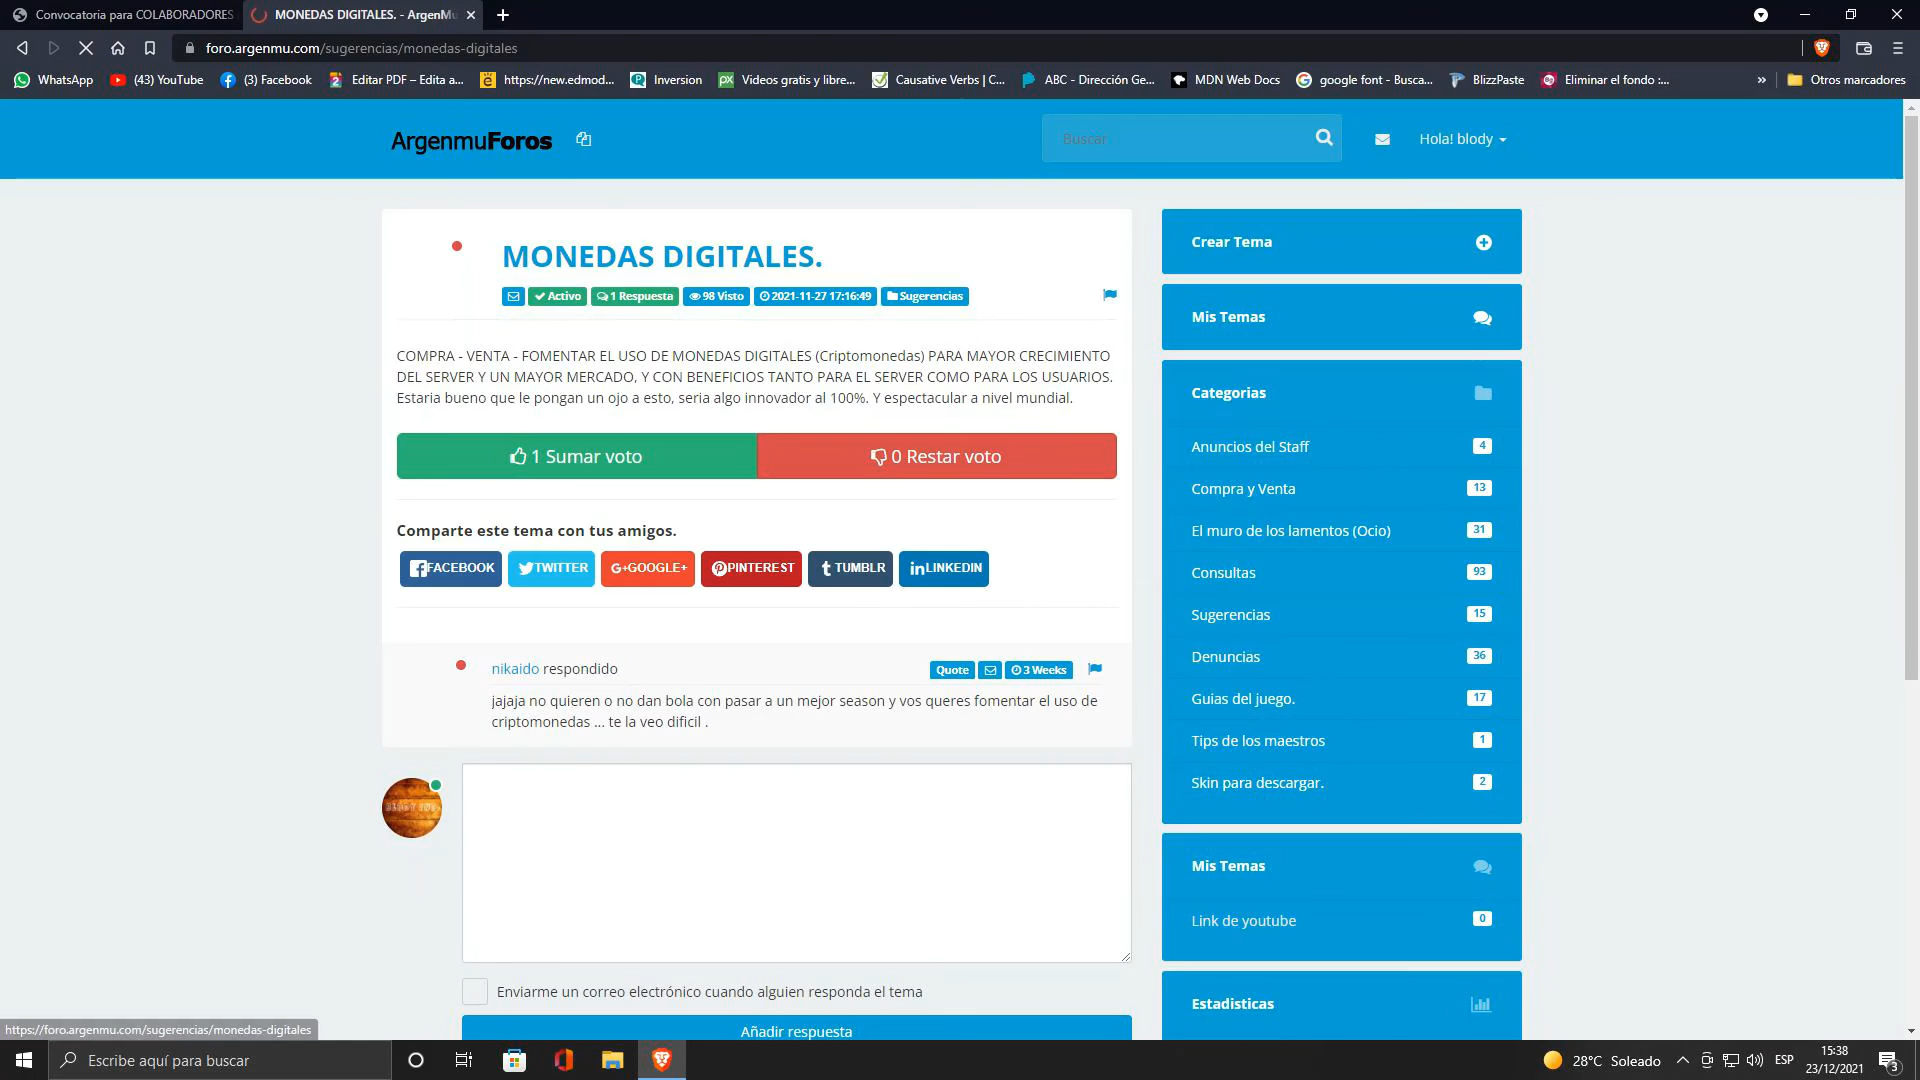 Convocatoria para COLABORADORES
MONEDAS DIGITALES. - ArgenMu
foro.argenmu.com/sugerencias/monedas-digitales
WhatsApp
(43) YouTube
(3) Facebook
Editar PDF – Edita a...
https://new.edmod...
Inversion
Videos gratis y libre...
Causative Verbs | C...
ABC - Dirección Ge...
MDN Web Docs
google font - Busca...
BlizzPaste
Eliminar el fondo :...
»
Otros marcadores
ArgenmuForos
Buscar
Hola! blody
MONEDAS DIGITALES.
Activo
1 Respuesta
98 Visto
2021-11-27 17:16:49
Sugerencias
COMPRA - VENTA - FOMENTAR EL USO DE MONEDAS DIGITALES (Criptomonedas) PARA MAYOR CRECIMIENTO
DEL SERVER Y UN MAYOR MERCADO, Y CON BENEFICIOS TANTO PARA EL SERVER COMO PARA LOS USUARIOS.
Estaria bueno que le pongan un ojo a esto, seria algo innovador al 100%. Y espectacular a nivel mundial.
1 Sumar voto
0 Restar voto
Comparte este tema con tus amigos.
FACEBOOK
TWITTER
G+GOOGLE+
PINTEREST
TUMBLR
LINKEDIN
nikaido respondido
Quote
3 Weeks
jajaja no quieren o no dan bola con pasar a un mejor season y vos queres fomentar el uso de
criptomonedas ... te la veo dificil .
Enviarme un correo electrónico cuando alguien responda el tema
Añadir respuesta
Crear Tema
Mis Temas
Categorias
Anuncios del Staff 4
Compra y Venta 13
El muro de los lamentos (Ocio) 31
Consultas 93
Sugerencias 15
Denuncias 36
Guias del juego. 17
Tips de los maestros 1
Skin para descargar. 2
Mis Temas
Link de youtube 0
Estadisticas
https://foro.argenmu.com/sugerencias/monedas-digitales
Escribe aquí para buscar
28°C Soleado
ESP
15:38
23/12/2021
3